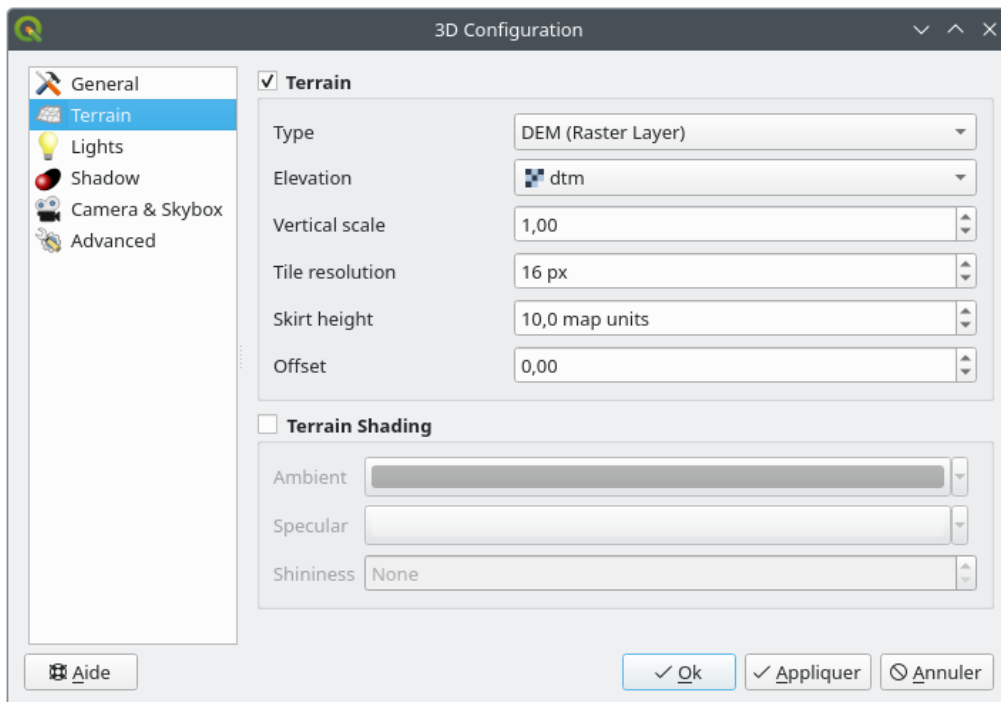 3D Configuration
General
Terrain
Lights
Shadow
Camera & Skybox
Advanced
Terrain
Type DEM (Raster Layer)
Elevation dtm
Vertical scale 1,00
Tile resolution 16 px
Skirt height 10,0 map units
Offset 0,00
Terrain Shading
Ambient
Specular
Shininess None
Aide Ok Appliquer Annuler